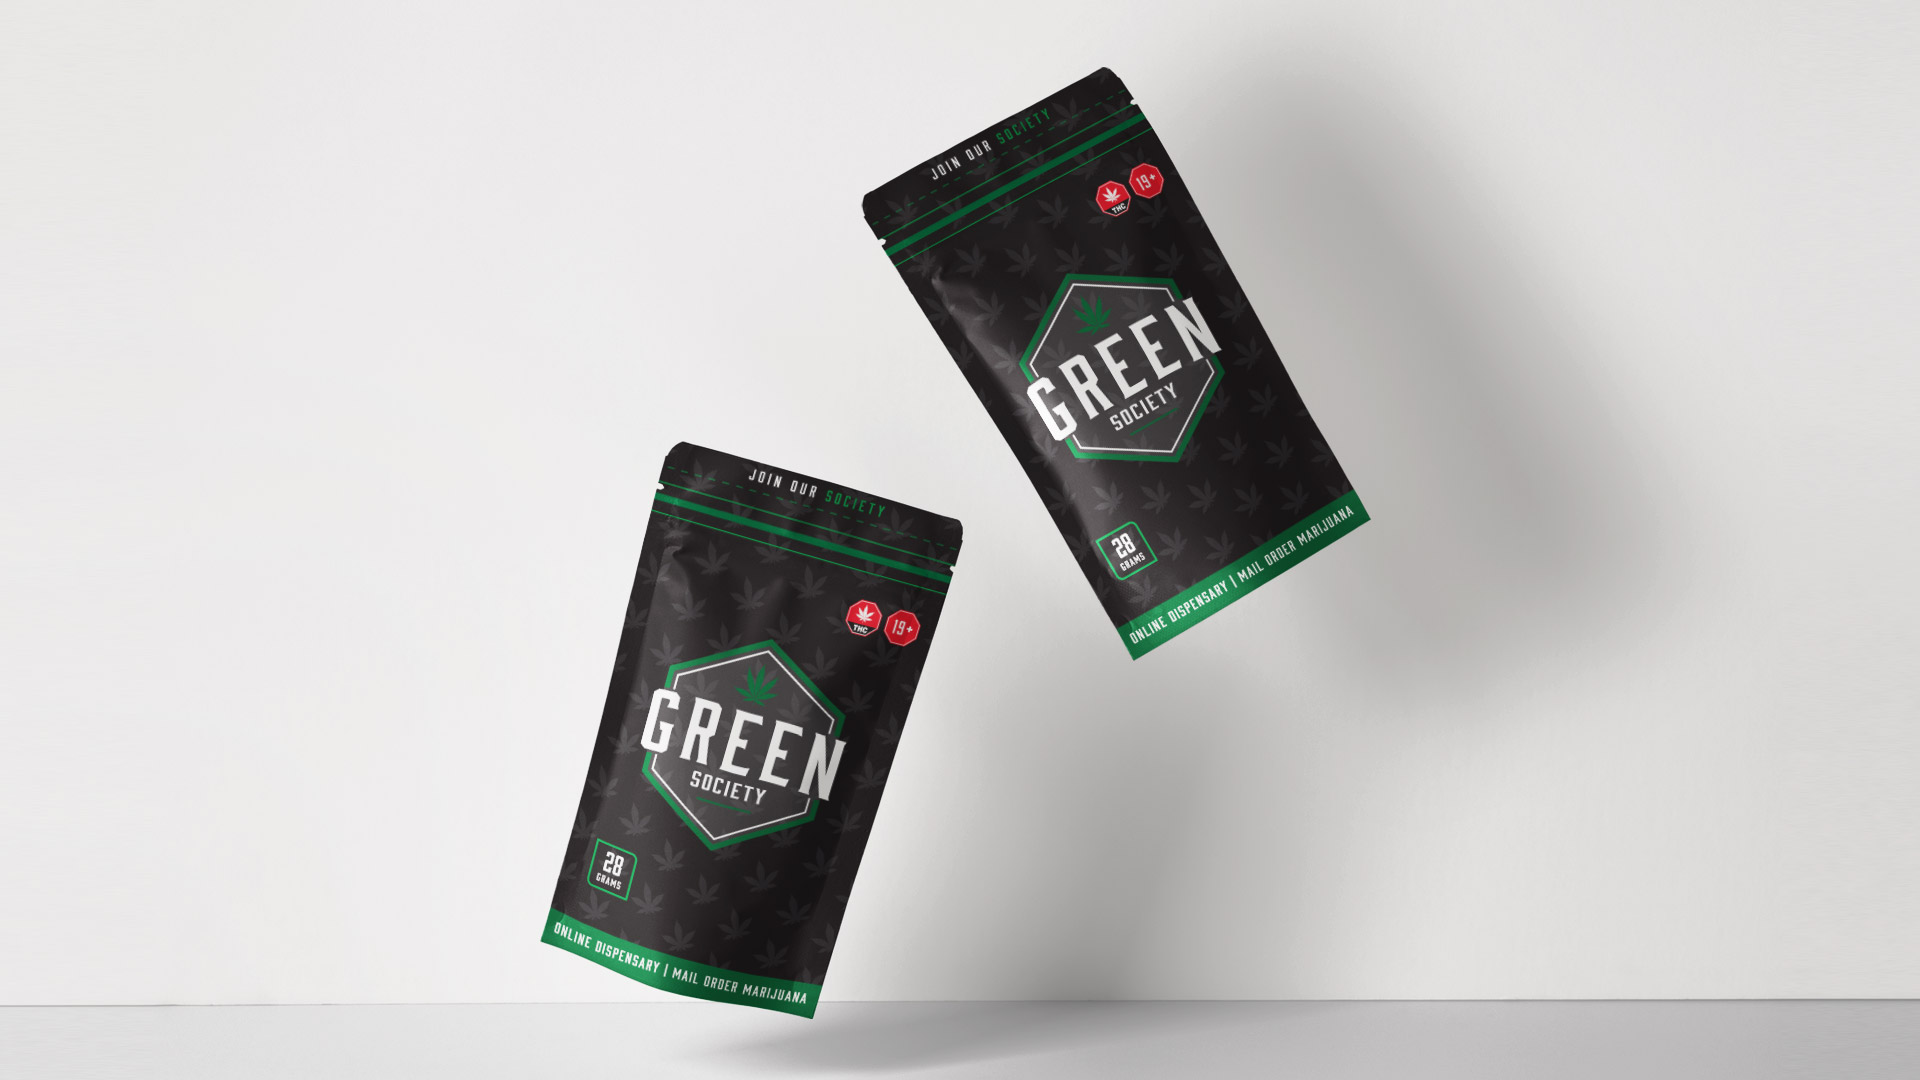 JOIN OUR SOCIETY
THC
19+
GREEN
SOCIETY
28
GRAMS
ONLINE DISPENSARY | MAIL ORDER MARIJUANA
JOIN OUR SOCIETY
THC
19+
GREEN
SOCIETY
28
GRAMS
ONLINE DISPENSARY | MAIL ORDER MARIJUANA